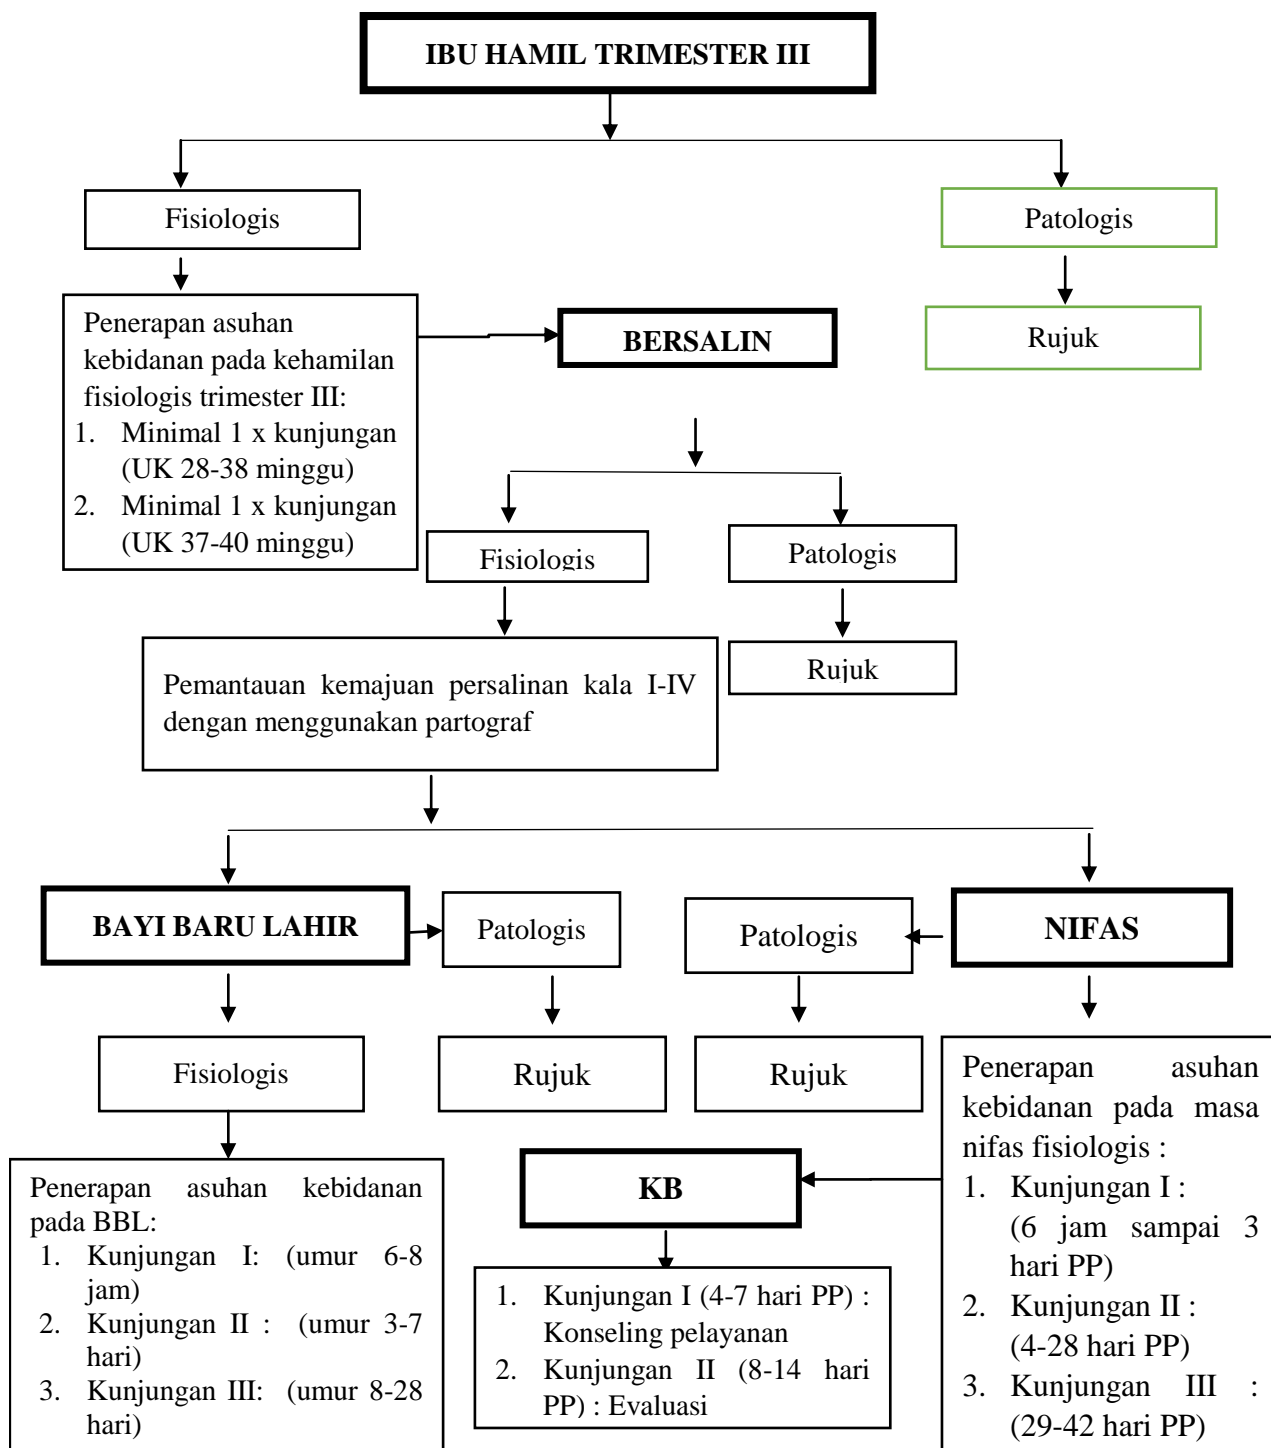 IBU HAMIL TRIMESTER III
Fisiologis
Patologis
Penerapan asuhan
kebidanan pada kehamilan
fisiologis trimester III:
1. Minimal 1 x kunjungan
(UK 28-38 minggu)
2. Minimal 1 x kunjungan
(UK 37-40 minggu)
BERSALIN
Rujuk
Fisiologis
Patologis
Rujuk
Pemantauan kemajuan persalinan kala I-IV
dengan menggunakan partograf
BAYI BARU LAHIR
Patologis
Patologis
NIFAS
Fisiologis
Rujuk
Rujuk
Penerapan asuhan
kebidanan pada masa
nifas fisiologis :
1. Kunjungan I :
(6 jam sampai 3
hari PP)
2. Kunjungan II :
(4-28 hari PP)
3. Kunjungan III :
(29-42 hari PP)
Penerapan asuhan kebidanan
pada BBL:
1. Kunjungan I: (umur 6-8
jam)
2. Kunjungan II : (umur 3-7
hari)
3. Kunjungan III: (umur 8-28
hari)
KB
1. Kunjungan I (4-7 hari PP) :
Konseling pelayanan
2. Kunjungan II (8-14 hari
PP) : Evaluasi